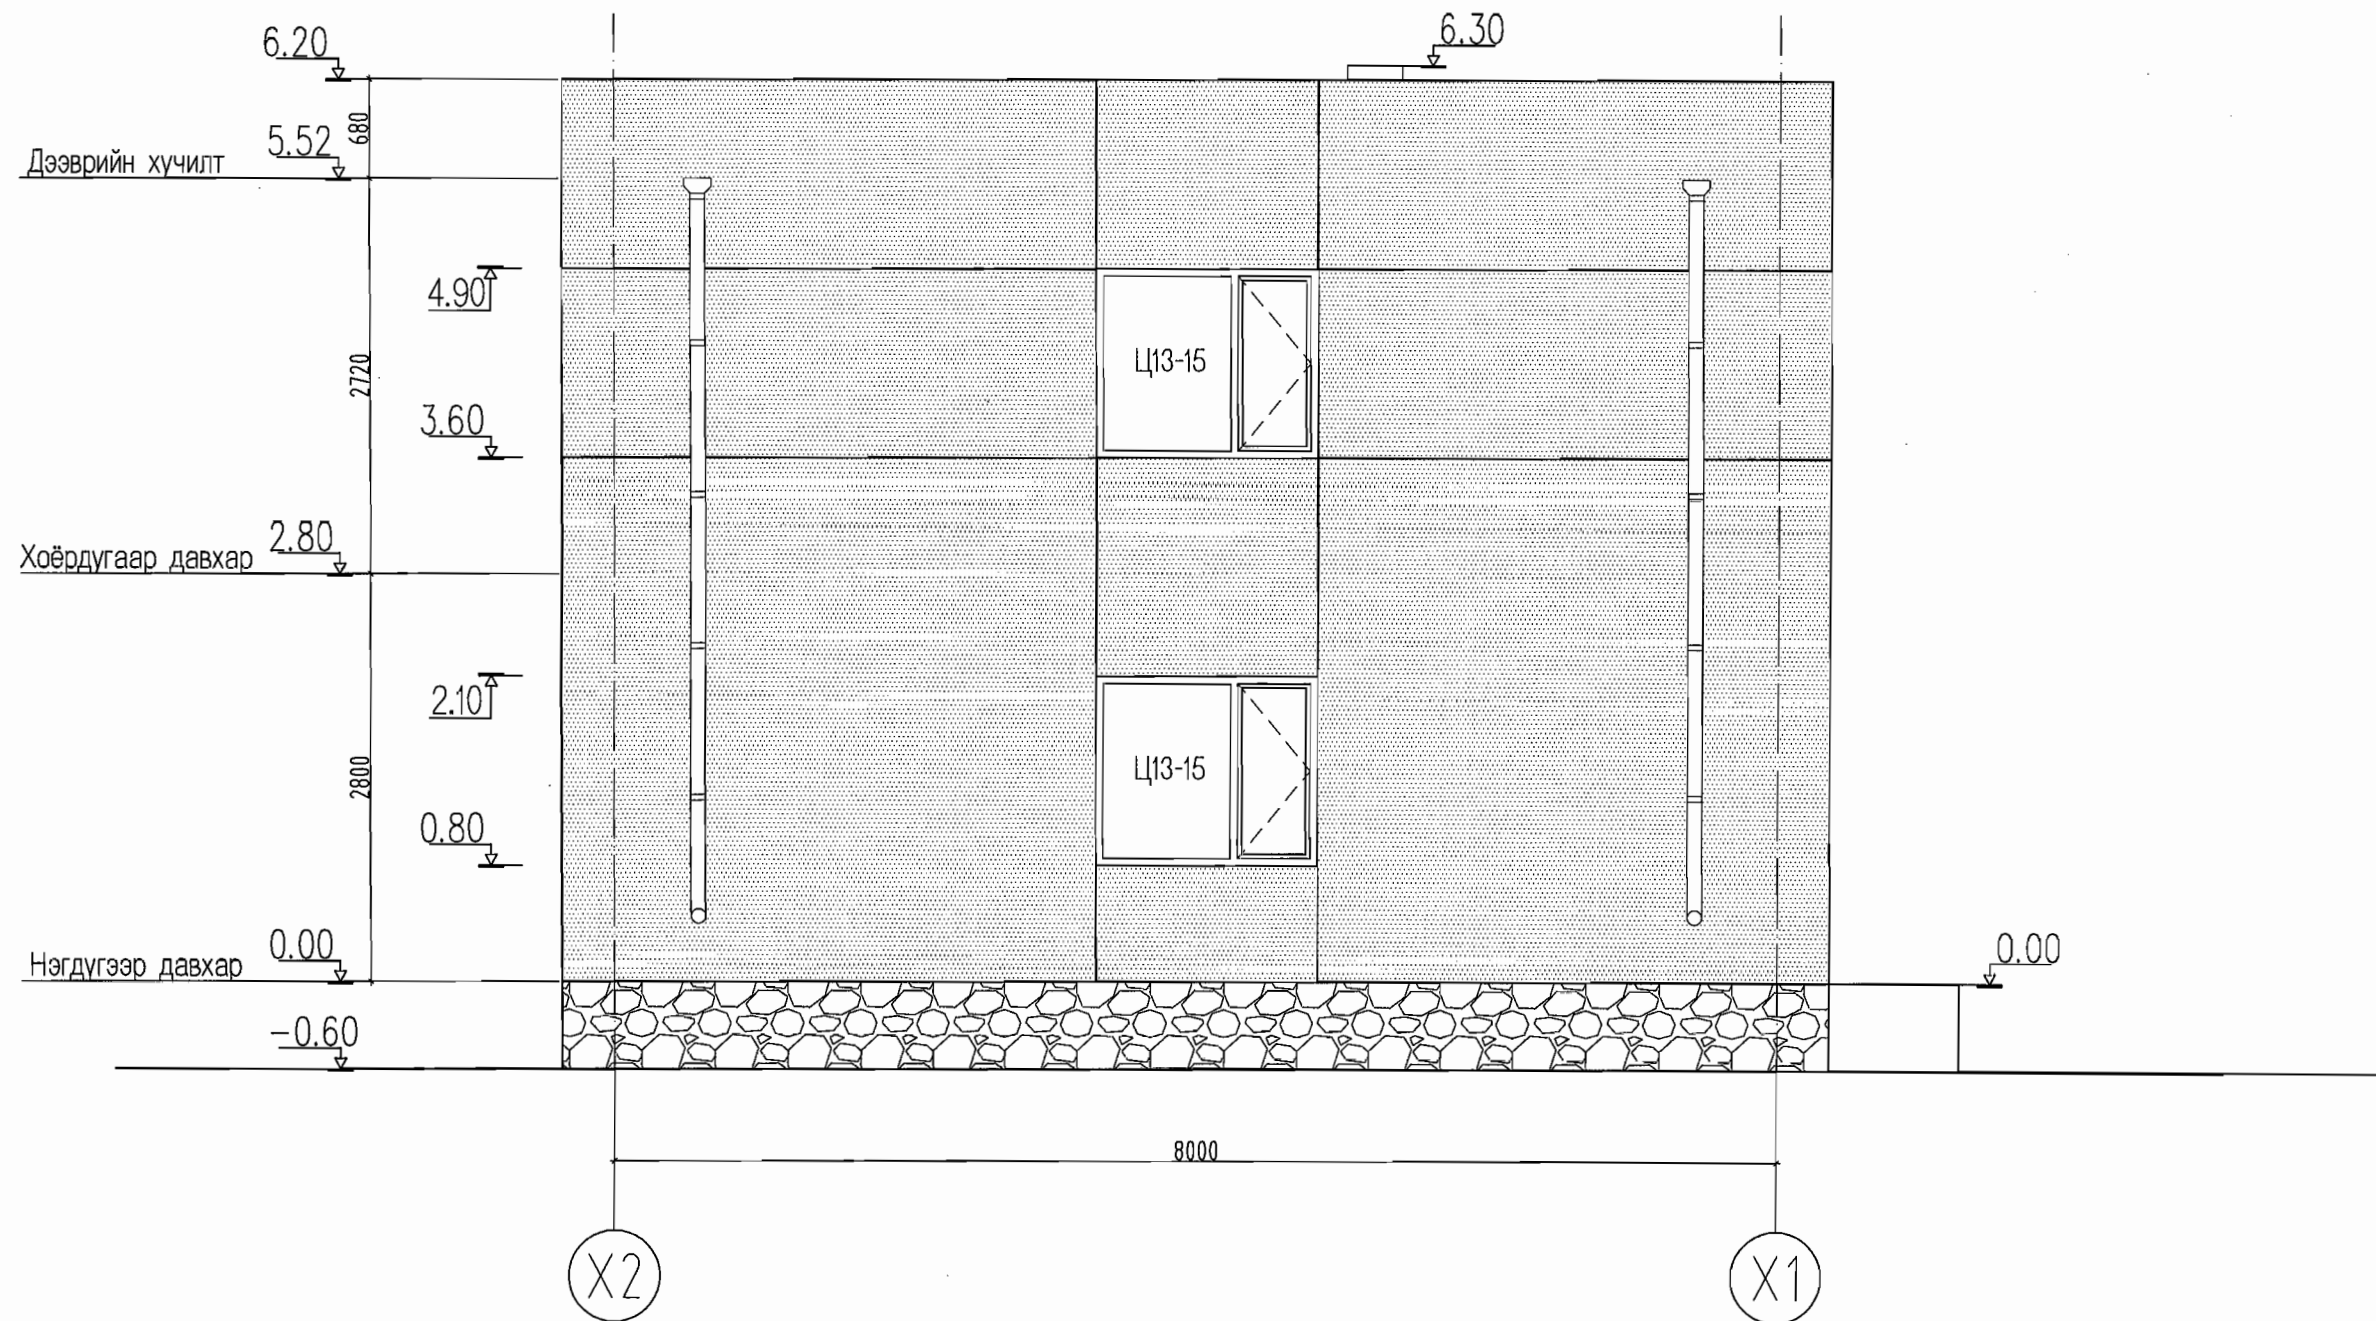 6.20
6.30
680
5.52
Дээврийн хучилт
4.90
Ц13-15
2720
3.60
2.80
Хоёрдугаар давхар
2.10
Ц13-15
2800
0.80
0.00
Нэгдүгээр давхар
0.00
-0.60
8000
X2
X1